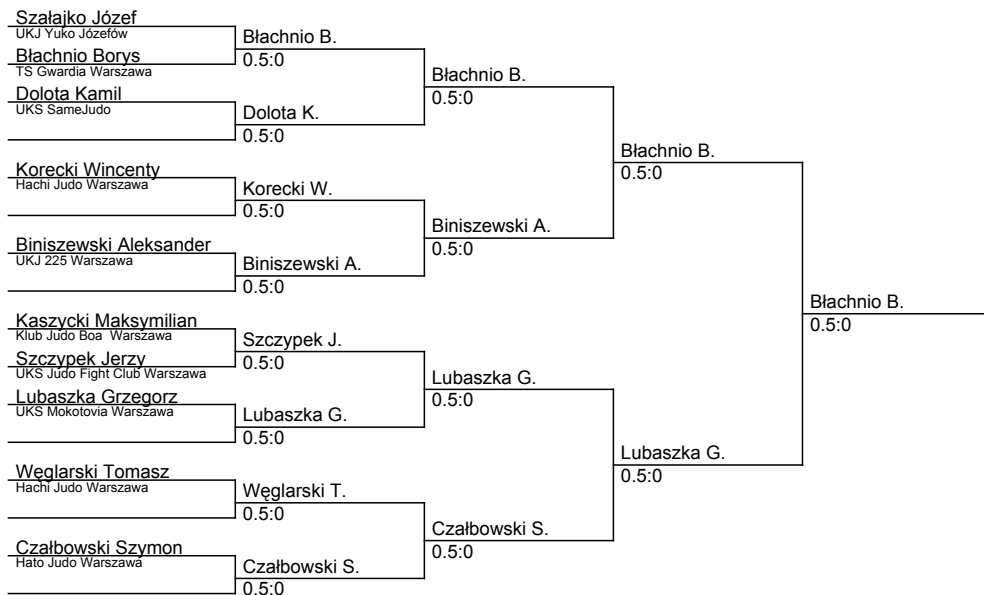 Szałajko Józef
UKJ Yuko Józefów
Błachnio Borys
TS Gwardia Warszawa
Dolota Kamil
UKS SameJudo
Korecki Wincenty
Hachi Judo Warszawa
Biniszewski Aleksander
UKJ 225 Warszawa
Kaszycki Maksymilian
Klub Judo Boa  Warszawa
Szczypek Jerzy
UKS Judo Fight Club Warszawa
Lubaszka Grzegorz
UKS Mokotovia Warszawa
Węglarski Tomasz
Hachi Judo Warszawa
Czałbowski Szymon
Hato Judo Warszawa
Błachnio B.
0.5:0
Dolota K.
0.5:0
Korecki W.
0.5:0
Biniszewski A.
0.5:0
Szczypek J.
0.5:0
Lubaszka G.
0.5:0
Węglarski T.
0.5:0
Czałbowski S.
0.5:0
Błachnio B.
0.5:0
Biniszewski A.
0.5:0
Lubaszka G.
0.5:0
Czałbowski S.
0.5:0
Błachnio B.
0.5:0
Lubaszka G.
0.5:0
Błachnio B.
0.5:0